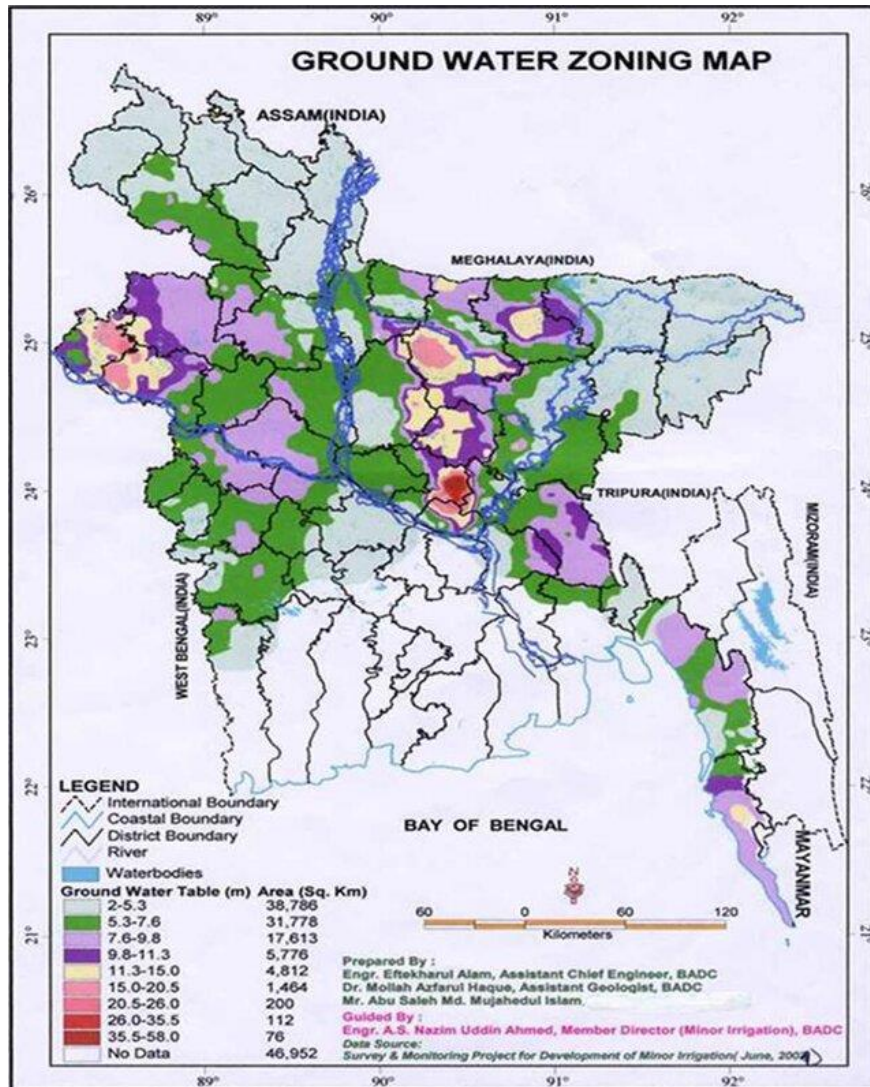 89° 90° 91° 92°
GROUND WATER ZONING MAP
ASSAM(INDIA)
26° 26°
MEGHALAYA(INDIA)
25° 25°
24° 24°
TRIPURA(INDIA)
MIZORAM(INDIA)
WEST BENGAL(INDIA)
23° 23°
22° 22°
LEGEND
International Boundary
Coastal Boundary
District Boundary
River
Waterbodies
BAY OF BENGAL
MAYANMAR
N
Ground Water Table (m) Area (Sq. Km)
2-5.3 38,786
5.3-7.6 31,778
7.6-9.8 17,613
9.8-11.3 5,776
11.3-15.0 4,812
15.0-20.5 1,464
20.5-26.0 200
26.0-35.5 112
35.5-58.0 76
No Data 46,952
60 0 60 120
Kilometers
21° 21°
Prepared By :
Engr. Eftekharul Alam, Assistant Chief Engineer, BADC
Dr. Mollah Azfarul Haque, Assistant Geologist, BADC
Mr. Abu Saleh Md. Mujahedul Islam
Guided By :
Engr. A.S. Nazim Uddin Ahmed, Member Director (Minor Irrigation), BADC
Data Source:
Survey & Monitoring Project for Development of Minor Irrigation( June,
89° 90° 91° 92°